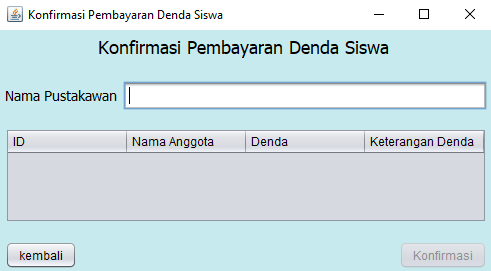 Konfirmasi Pembayaran Denda Siswa
Konfirmasi Pembayaran Denda Siswa
Nama Pustakawan
ID Nama Anggota Denda Keterangan Denda
kembali Konfirmasi